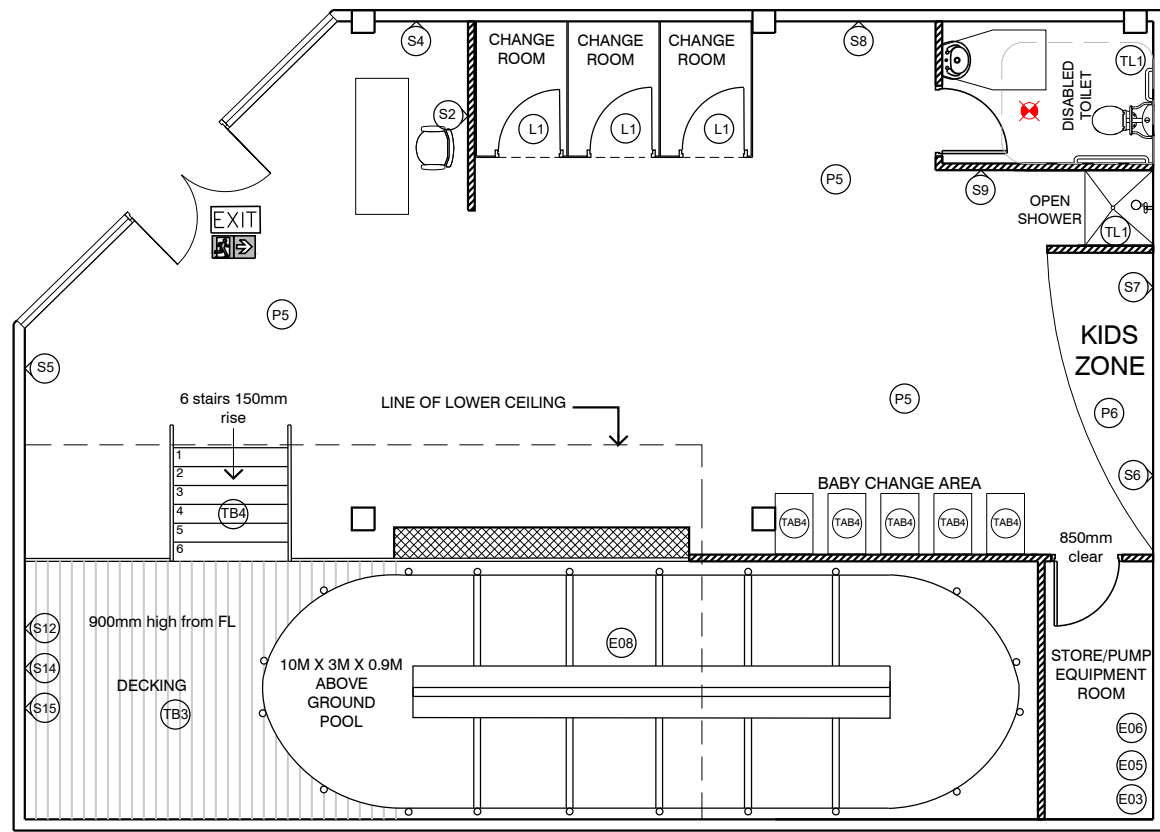 S4
CHANGE
ROOM
CHANGE
ROOM
CHANGE
ROOM
S8
TL1
DISABLED
TOILET
S2
L1
L1
L1
P5
S9
OPEN
SHOWER
TL1
EXIT
S7
P5
KIDS
ZONE
S5
6 stairs 150mm
rise
LINE OF LOWER CEILING
P5
P6
1
2
3
4
5
6
TB4
S6
BABY CHANGE AREA
TAB4
TAB4
TAB4
TAB4
TAB4
850mm
clear
S12
900mm high from FL
E08
S14
DECKING
10M X 3M X 0.9M
ABOVE
GROUND
POOL
STORE/PUMP
EQUIPMENT
ROOM
S15
TB3
E06
E05
E03